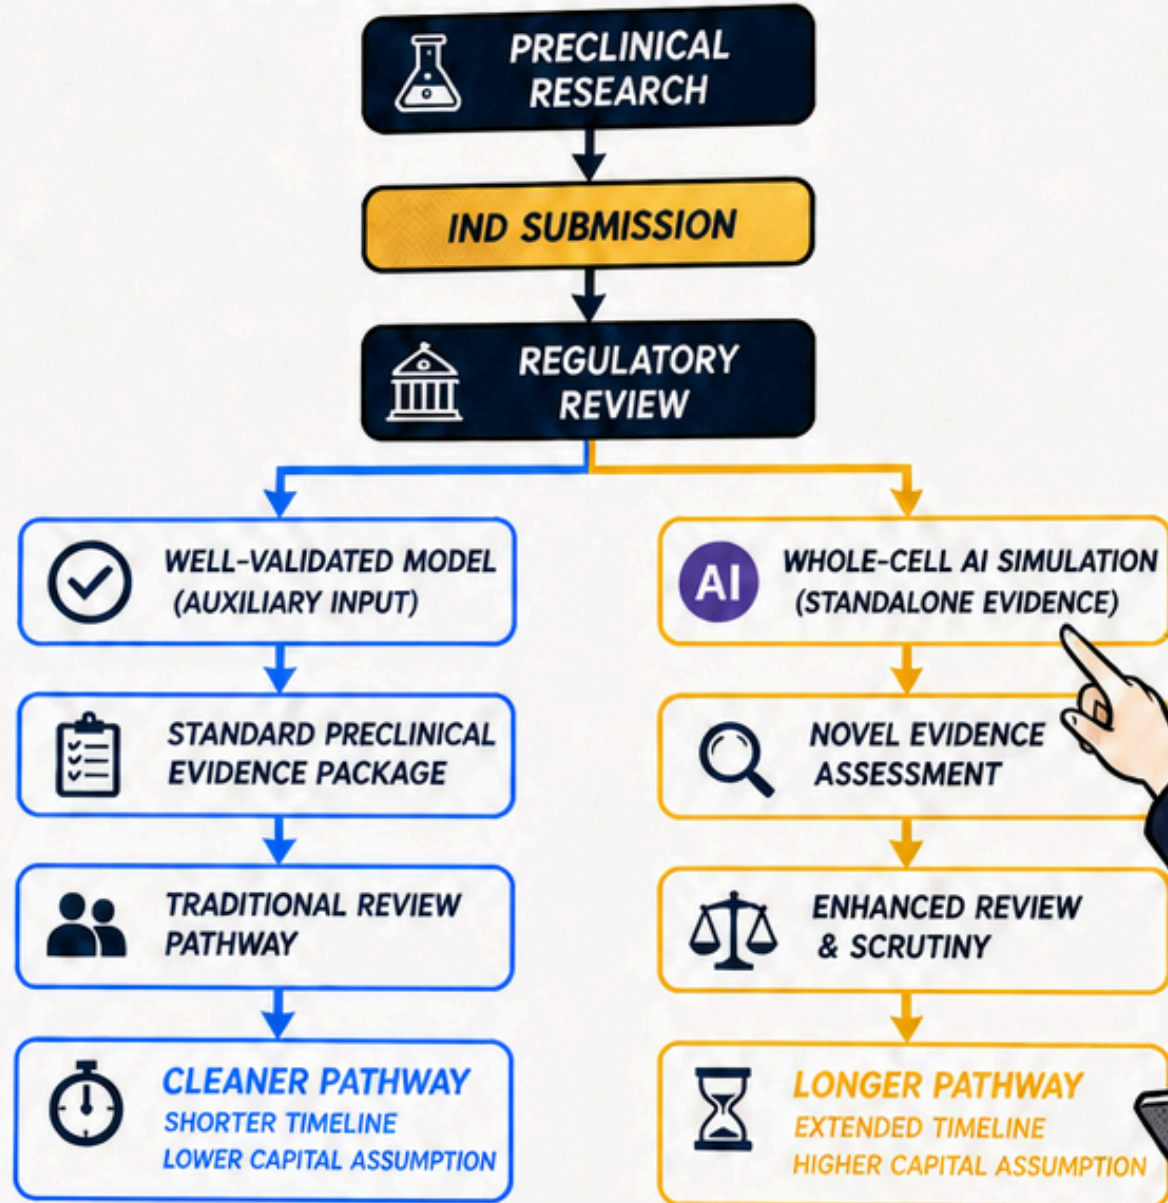 PRECLINICAL
RESEARCH
IND SUBMISSION
REGULATORY
REVIEW
WELL-VALIDATED MODEL
(AUXILIARY INPUT)
STANDARD PRECLINICAL
EVIDENCE PACKAGE
TRADITIONAL REVIEW
PATHWAY
CLEANER PATHWAY
SHORTER TIMELINE
LOWER CAPITAL ASSUMPTION
AI
WHOLE-CELL AI SIMULATION
(STANDALONE EVIDENCE)
NOVEL EVIDENCE
ASSESSMENT
ENHANCED REVIEW
& SCRUTINY
LONGER PATHWAY
EXTENDED TIMELINE
HIGHER CAPITAL ASSUMPTION